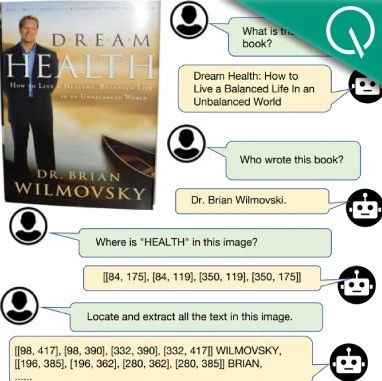 D·R·E·A·M
HEALTH
HOW TO LIVE A HEALTHY, BALANCED LIFE
IN AN UNBALANCED WORLD
DR. BRIAN
WILMOVSKY
What is
book?
Dream Health: How to
Live a Balanced Life In an
Unbalanced World
Who wrote this book?
Dr. Brian Wilmovski.
Where is "HEALTH" in this image?
[[84, 175], [84, 119], [350, 119], [350, 175]]
Locate and extract all the text in this image.
[[98, 417], [98, 390], [332, 390], [332, 417]] WILMOVSKY,
[[196, 385], [196, 362], [280, 362], [280, 385]] BRIAN,
......